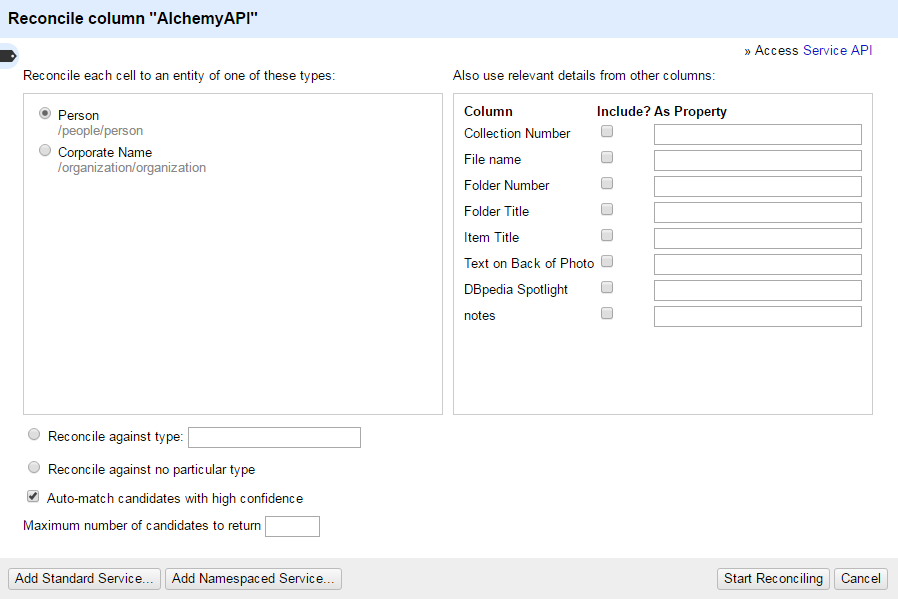 Reconcile column "AlchemyAPI"
» Access Service API
Reconcile each cell to an entity of one of these types:
Person
/people/person
Corporate Name
/organization/organization
Also use relevant details from other columns:
Column Include? As Property
Collection Number
File name
Folder Number
Folder Title
Item Title
Text on Back of Photo
DBpedia Spotlight
notes
Reconcile against type:
Reconcile against no particular type
Auto-match candidates with high confidence
Maximum number of candidates to return
Add Standard Service... Add Namespaced Service... Start Reconciling Cancel